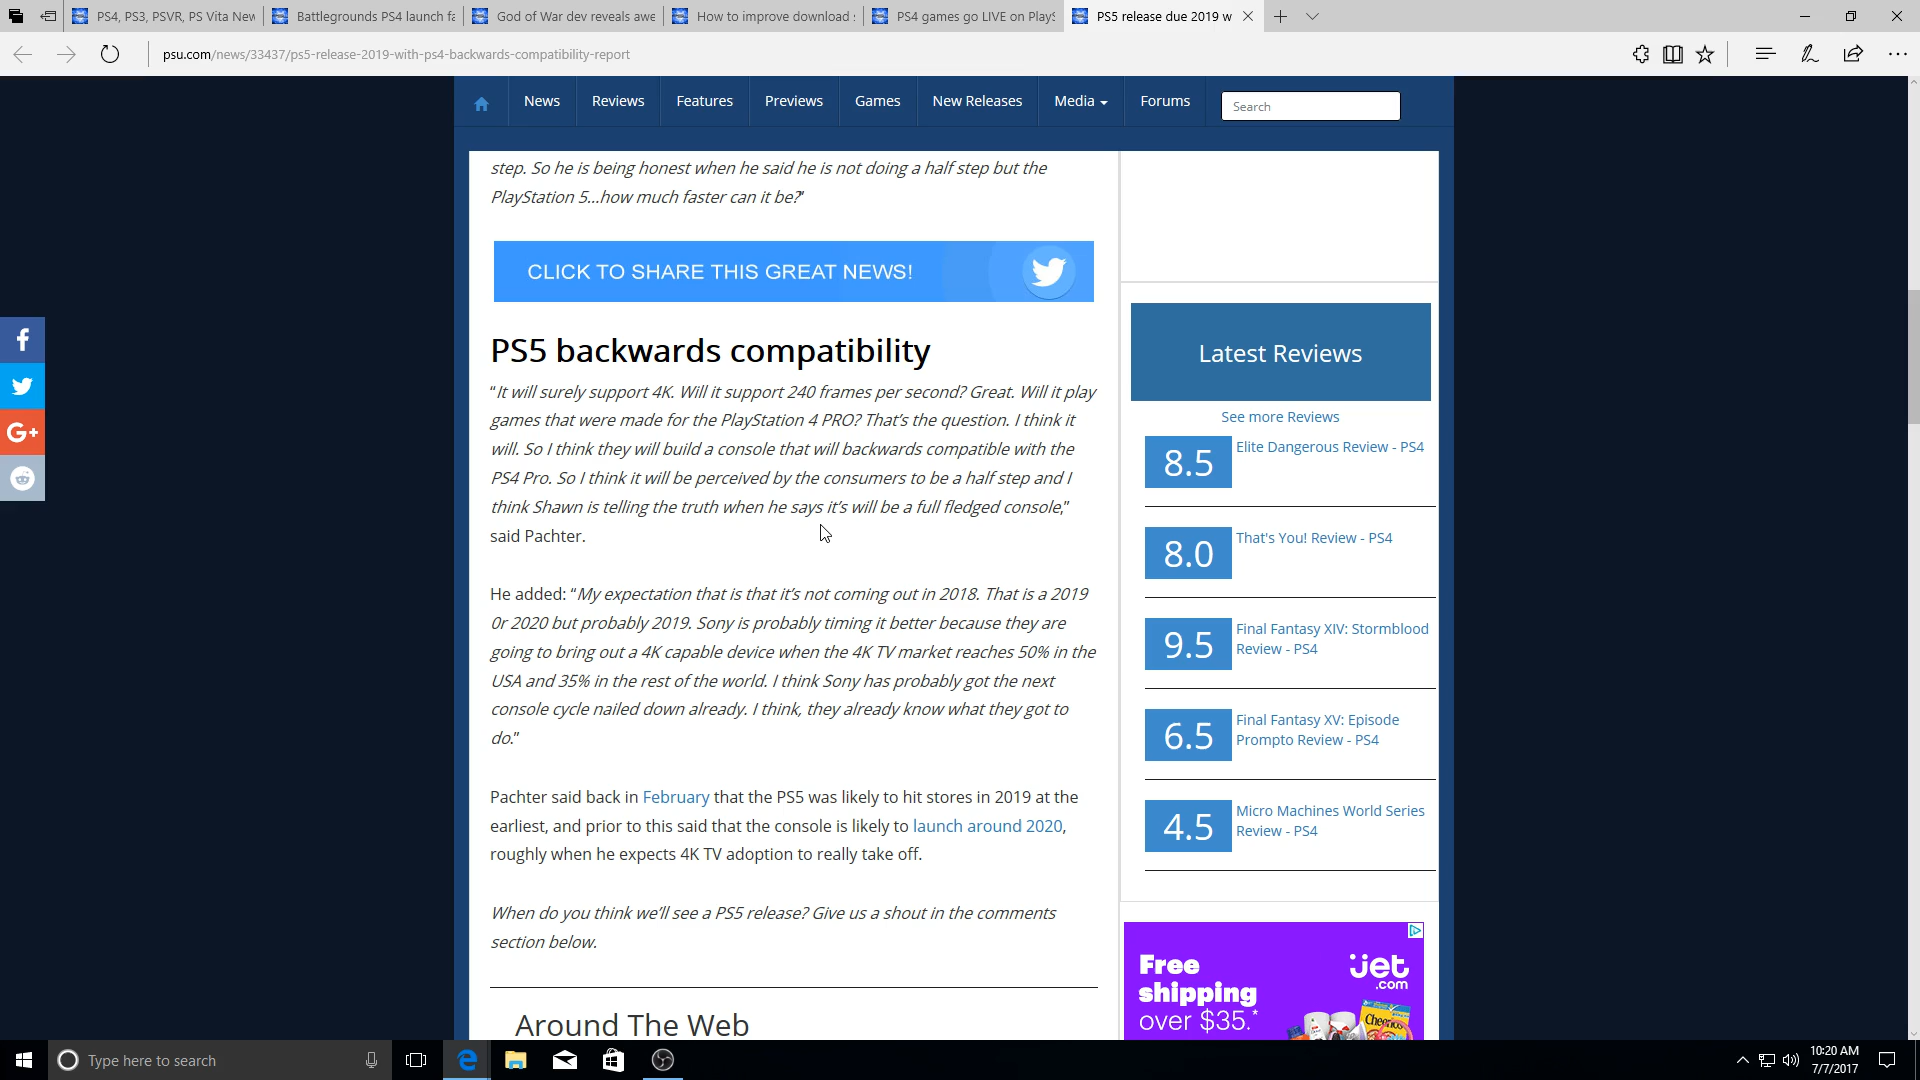 PS4, PS3, PSVR, PS Vita New
Battlegrounds PS4 launch fa
God of War dev reveals awe
How to improve download s
PS4 games go LIVE on PlayS
PS5 release due 2019 w
psu.com/news/33437/ps5-release-2019-with-ps4-backwards-compatibility-report
News Reviews Features Previews Games New Releases Media Forums Search
step. So he is being honest when he said he is not doing a half step but the
PlayStation 5...how much faster can it be?"
CLICK TO SHARE THIS GREAT NEWS!
PS5 backwards compatibility
"It will surely support 4K. Will it support 240 frames per second? Great. Will it play
games that were made for the PlayStation 4 PRO? That's the question. I think it
will. So I think they will build a console that will backwards compatible with the
PS4 Pro. So I think it will be perceived by the consumers to be a half step and I
think Shawn is telling the truth when he says it's will be a full fledged console,"
said Pachter.
He added: "My expectation that is that it's not coming out in 2018. That is a 2019
0r 2020 but probably 2019. Sony is probably timing it better because they are
going to bring out a 4K capable device when the 4K TV market reaches 50% in the
USA and 35% in the rest of the world. I think Sony has probably got the next
console cycle nailed down already. I think, they already know what they got to
do."
Pachter said back in February that the PS5 was likely to hit stores in 2019 at the
earliest, and prior to this said that the console is likely to launch around 2020,
roughly when he expects 4K TV adoption to really take off.
When do you think we'll see a PS5 release? Give us a shout in the comments
section below.
Around The Web
Latest Reviews
See more Reviews
8.5
Elite Dangerous Review - PS4
8.0
That's You! Review - PS4
9.5
Final Fantasy XIV: Stormblood
Review - PS4
6.5
Final Fantasy XV: Episode
Prompto Review - PS4
4.5
Micro Machines World Series
Review - PS4
Free
shipping
over $35.*
jet
.com
Cheerios
G+
Type here to search
10:20 AM
7/7/2017